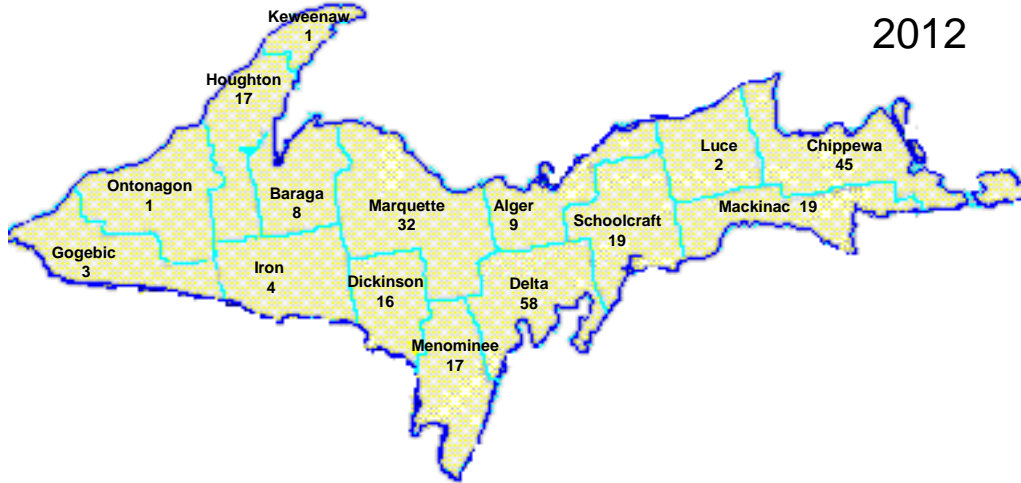 2012
Keweenaw
1
Houghton
17
Luce
2
Chippewa
45
Ontonagon
1
Baraga
8
Marquette
32
Alger
9
Schoolcraft
19
Mackinac 19
Gogebic
3
Iron
4
Dickinson
16
Delta
58
Menominee
17